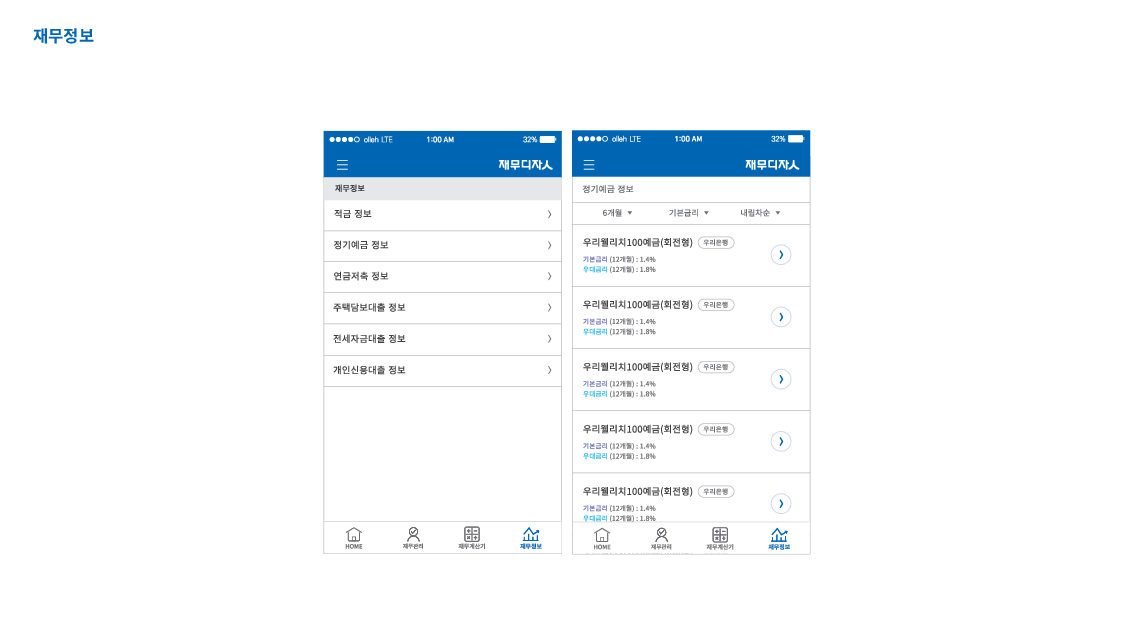 재무정보
olleh LTE 1:00 AM 32%
재무디자人
재무정보
적금 정보
정기예금 정보
연금저축 정보
주택담보대출 정보
전세자금대출 정보
개인신용대출 정보
HOME 재무관리 재무계산기 재무정보
olleh LTE 1:00 AM 32%
재무디자人
정기예금 정보
6개월 ▼ 기본금리 ▼ 내림차순 ▼
우리웰리치100예금(회전형) 우리은행
기본금리 (12개월) : 1.4%
우대금리 (12개월) : 1.8%
우리웰리치100예금(회전형) 우리은행
기본금리 (12개월) : 1.4%
우대금리 (12개월) : 1.8%
우리웰리치100예금(회전형) 우리은행
기본금리 (12개월) : 1.4%
우대금리 (12개월) : 1.8%
우리웰리치100예금(회전형) 우리은행
기본금리 (12개월) : 1.4%
우대금리 (12개월) : 1.8%
우리웰리치100예금(회전형) 우리은행
기본금리 (12개월) : 1.4%
우대금리 (12개월) : 1.8%
HOME 재무관리 재무계산기 재무정보